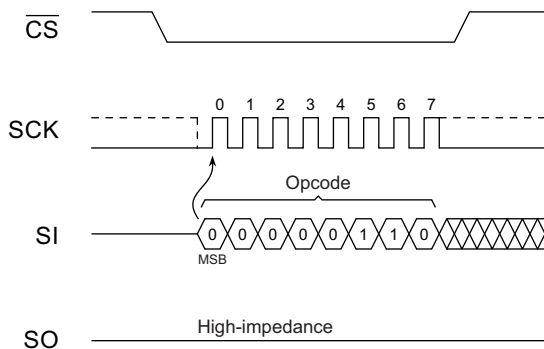 CS
0 1 2 3 4 5 6 7
SCK
Opcode
SI
0 0 0 0 0 1 1 0
MSB
High-impedance
SO